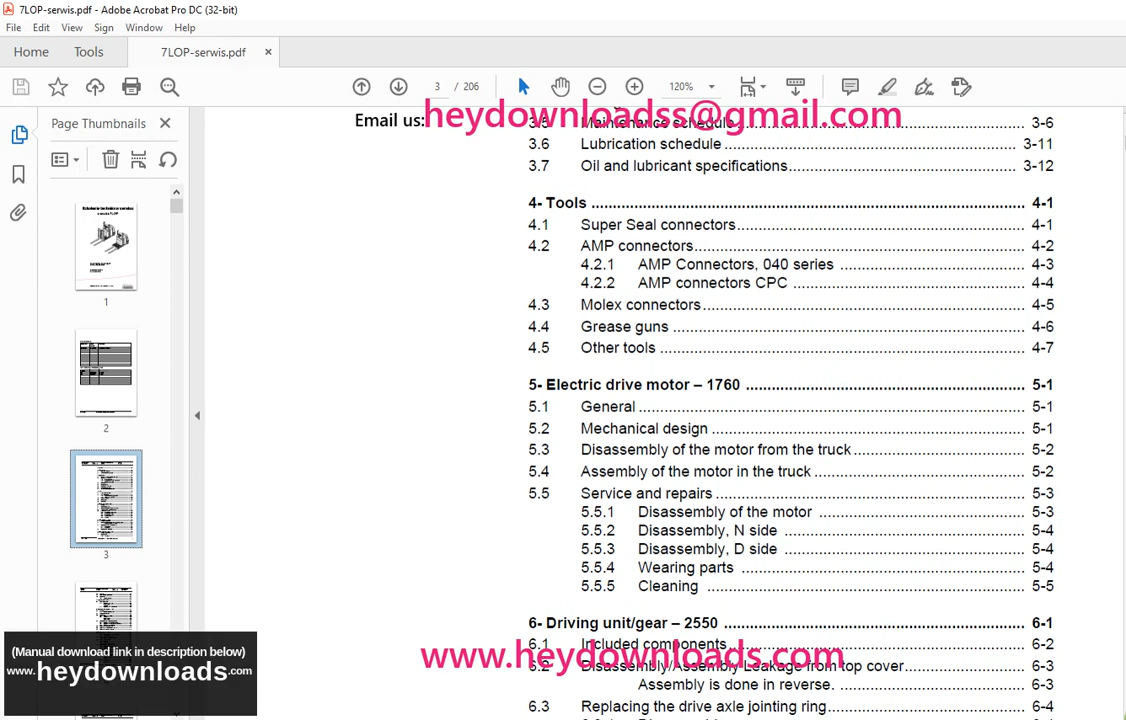 7LOP-serwis.pdf - Adobe Acrobat Pro DC (32-bit)
File Edit View Sign Window Help
Home Tools 7LOP-serwis.pdf ×
3 / 206 120%
Page Thumbnails
1
2
3
Email us: heydownloadss@gmail.com
3.5 Maintenance schedule 3-6
3.6 Lubrication schedule 3-11
3.7 Oil and lubricant specifications 3-12
4- Tools 4-1
4.1 Super Seal connectors 4-1
4.2 AMP connectors 4-2
4.2.1 AMP Connectors, 040 series 4-3
4.2.2 AMP connectors CPC 4-4
4.3 Molex connectors 4-5
4.4 Grease guns 4-6
4.5 Other tools 4-7
5- Electric drive motor – 1760 5-1
5.1 General 5-1
5.2 Mechanical design 5-1
5.3 Disassembly of the motor from the truck 5-2
5.4 Assembly of the motor in the truck 5-2
5.5 Service and repairs 5-3
5.5.1 Disassembly of the motor 5-3
5.5.2 Disassembly, N side 5-4
5.5.3 Disassembly, D side 5-4
5.5.4 Wearing parts 5-4
5.5.5 Cleaning 5-5
6- Driving unit/gear – 2550 6-1
6.1 Included components 6-2
www.heydownloads.com
6.2 Disassembly/Assembly Leakage from top cover 6-3
Assembly is done in reverse. 6-3
6.3 Replacing the drive axle jointing ring 6-4
(Manual download link in description below)
www.heydownloads.com